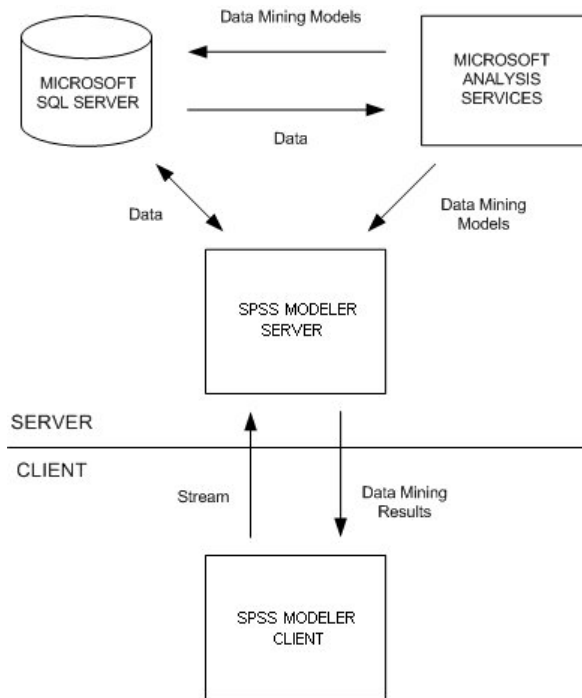 Data Mining Models
MICROSOFT
SQL SERVER
MICROSOFT
ANALYSIS
SERVICES
Data
Data
Data Mining
Models
SPSS MODELER
SERVER
SERVER
CLIENT
Stream
Data Mining
Results
SPSS MODELER
CLIENT